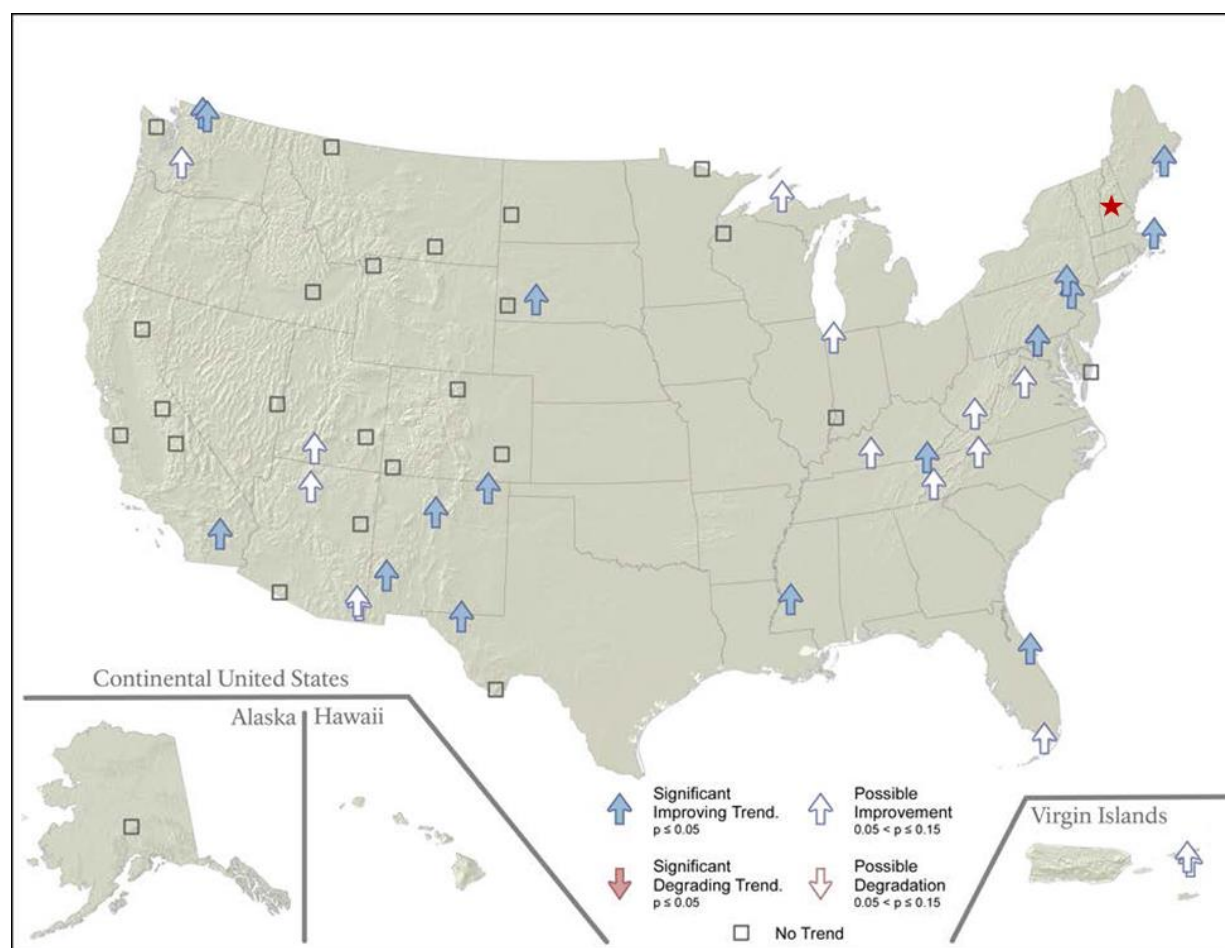 Continental United States
Alaska
Hawaii
Significant
Improving Trend.
p ≤ 0.05
Possible
Improvement
0.05 < p ≤ 0.15
Significant
Degrading Trend.
p ≤ 0.05
Possible
Degradation
0.05 < p ≤ 0.15
No Trend
Virgin Islands